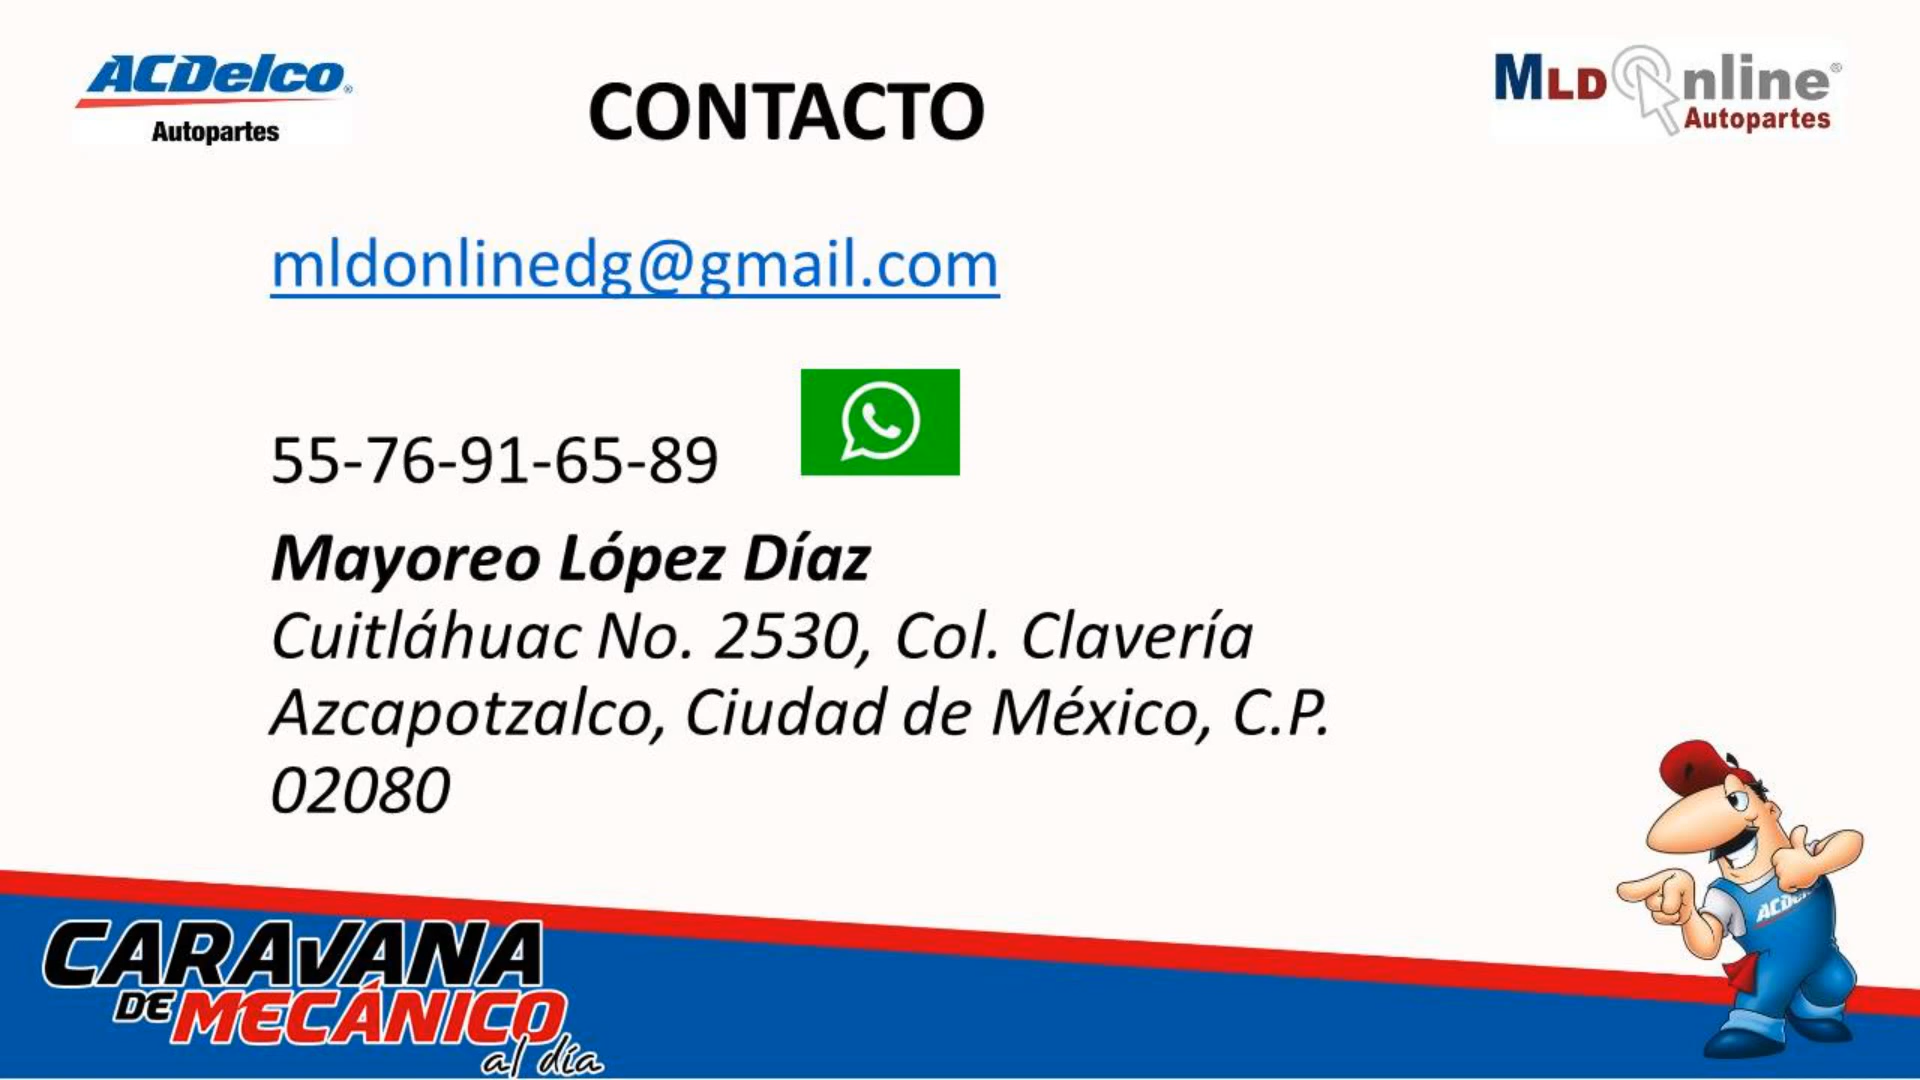 ACDelco®
Autopartes
CONTACTO
MLD Online®
Autopartes
mldonlinedg@gmail.com
55-76-91-65-89
Mayoreo López Díaz
Cuitláhuac No. 2530, Col. Clavería
Azcapotzalco, Ciudad de México, C.P.
02080
CARAVANA
DE MECÁNICO
al día